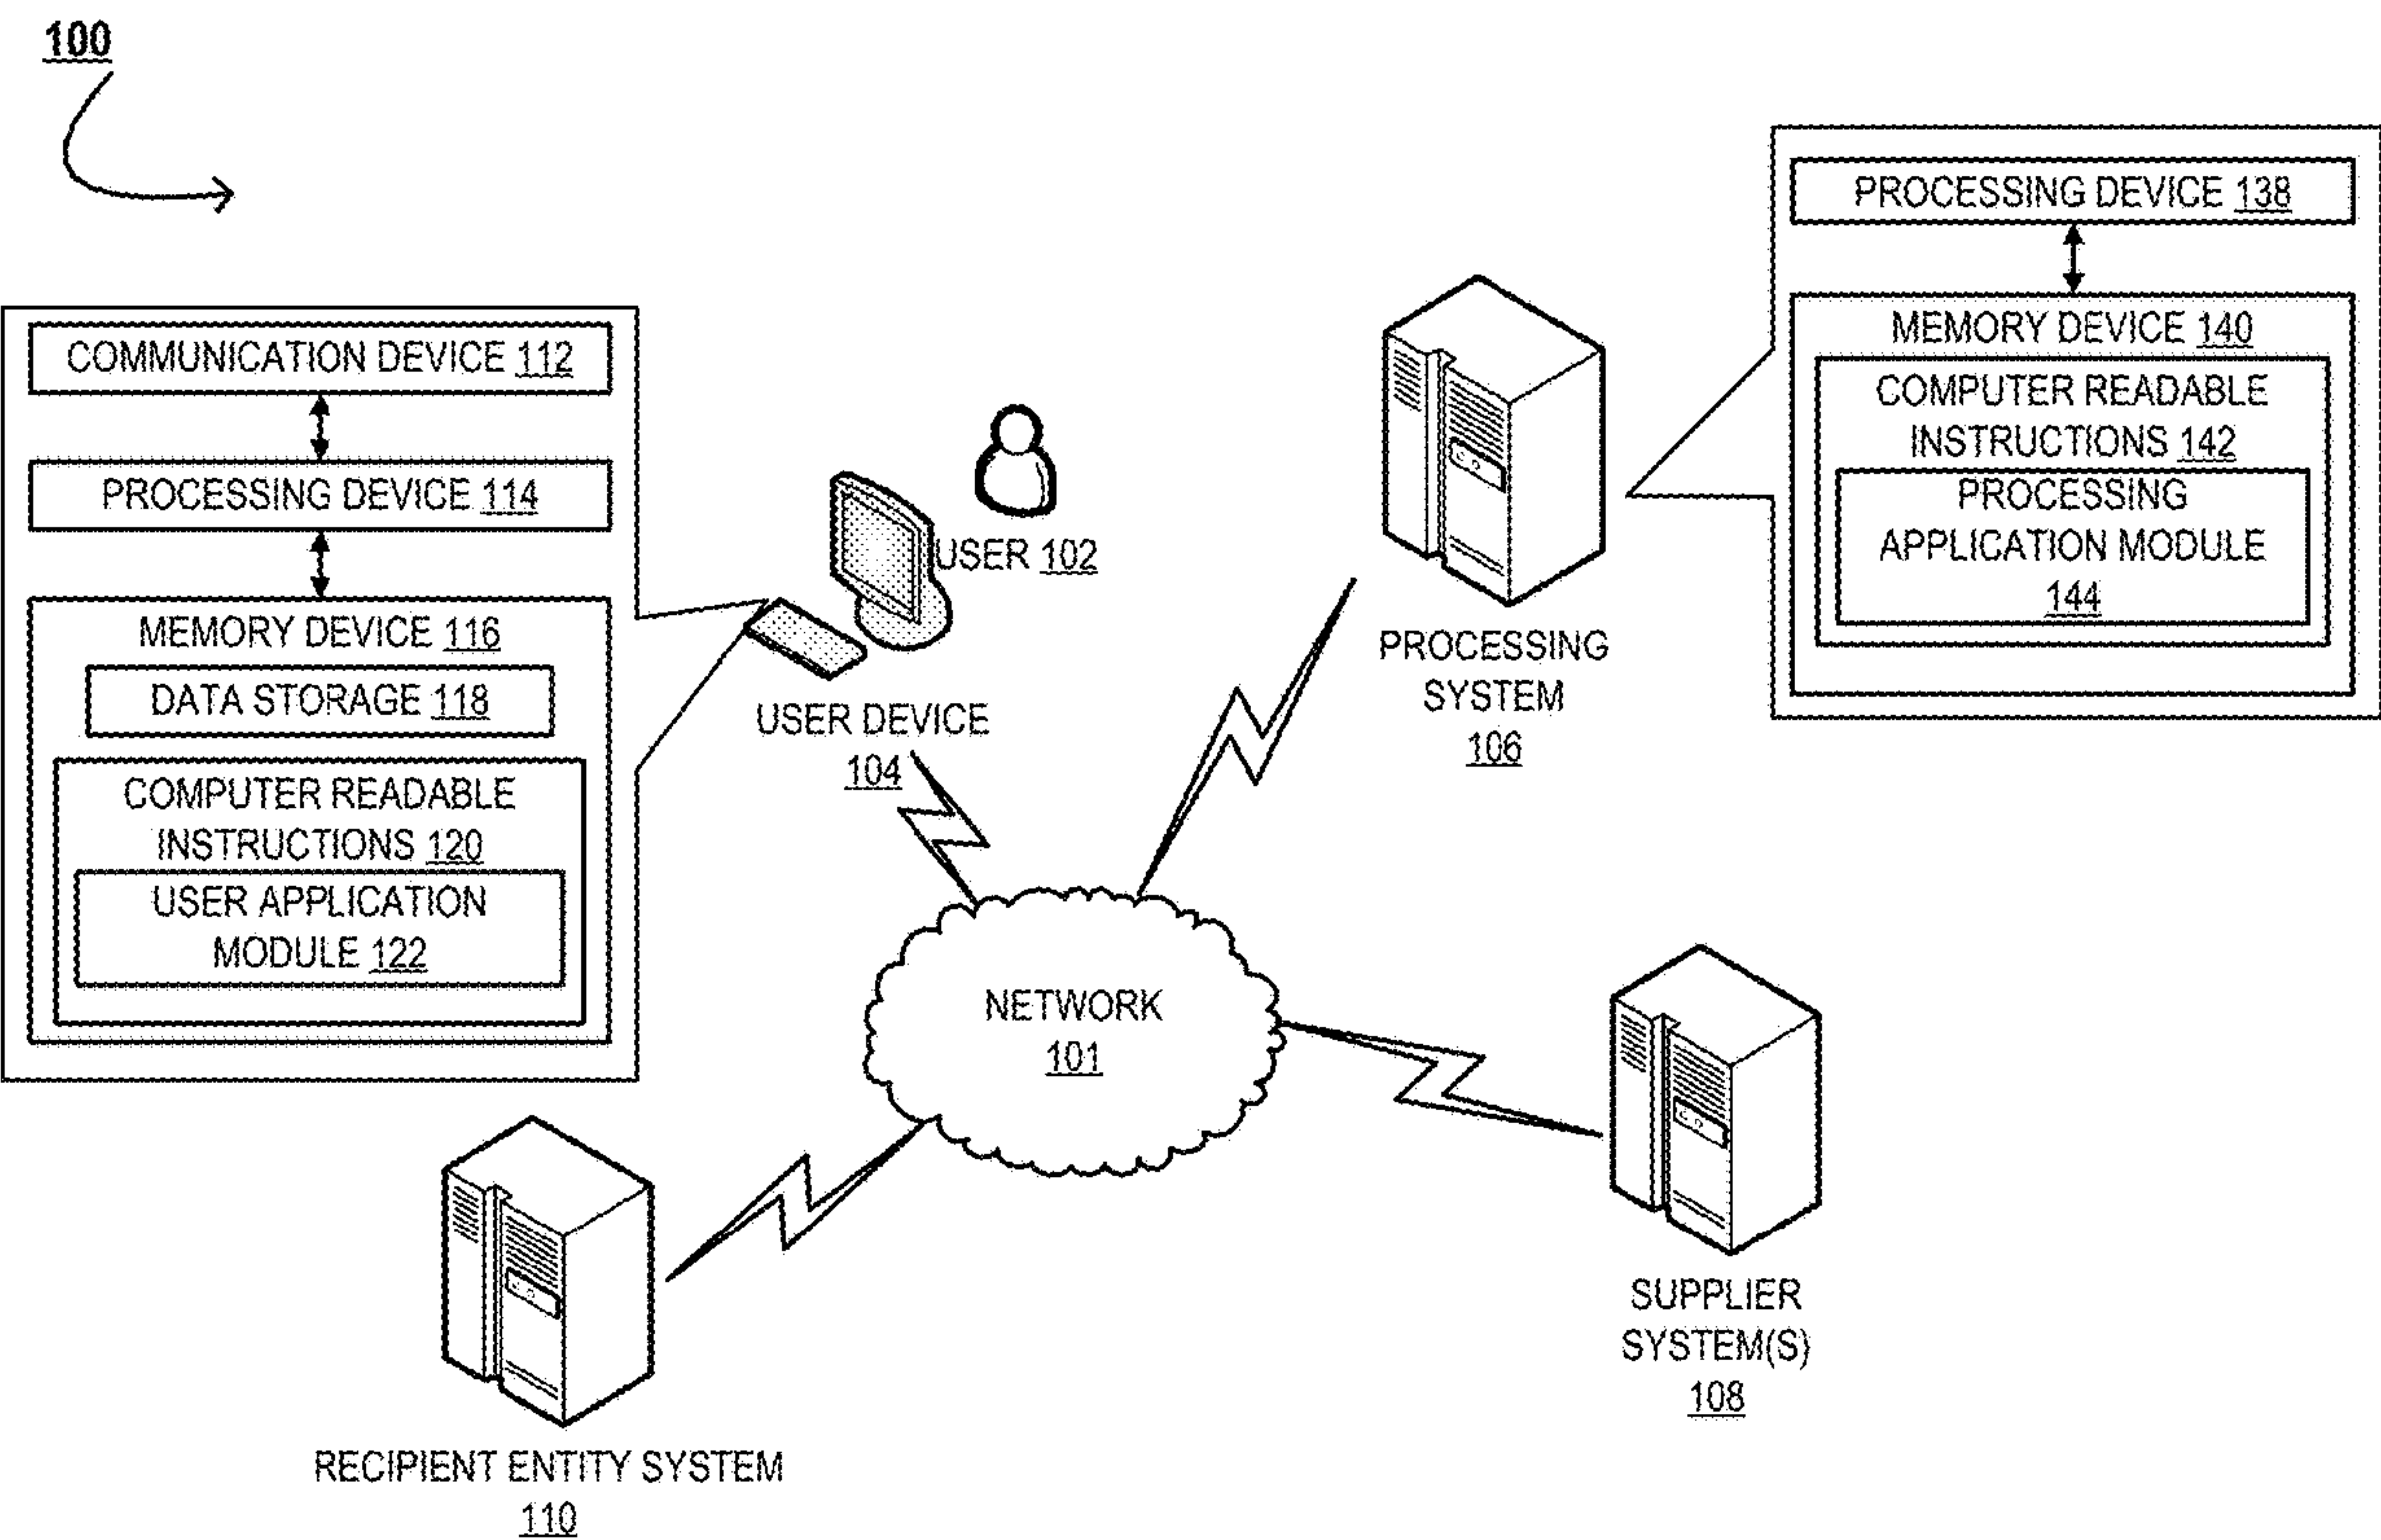 100
COMMUNICATION DEVICE 112
PROCESSING DEVICE 114
MEMORY DEVICE 116
DATA STORAGE 118
COMPUTER READABLE
INSTRUCTIONS 120
USER APPLICATION
MODULE 122
USER 102
USER DEVICE
104
PROCESSING
SYSTEM
106
PROCESSING DEVICE 138
MEMORY DEVICE 140
COMPUTER READABLE
INSTRUCTIONS 142
PROCESSING
APPLICATION MODULE
144
NETWORK
101
SUPPLIER
SYSTEM(S)
108
RECIPIENT ENTITY SYSTEM
110